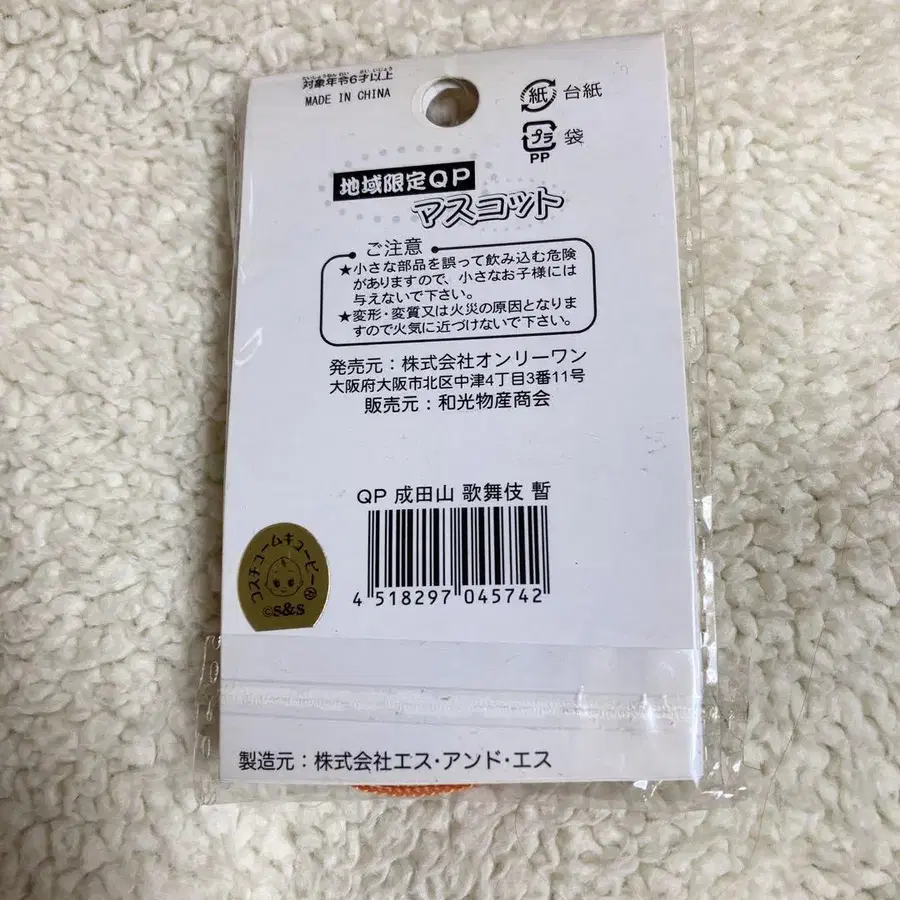 対象年令6才以上
MADE IN CHINA
紙 台紙
プラ 袋
PP
地域限定QP
マスコット
ご注意
★小さな部品を誤って飲み込む危険
がありますので、小さなお子様には
与えないで下さい。
★変形・変質又は火災の原因となりま
すので火気に近づけないで下さい。
発売元：株式会社オンリーワン
大阪府大阪市北区中津4丁目3番11号
販売元：和光物産商会
QP 成田山 歌舞伎 暫
4 518297 045742
コスチュームキューピー
©S&S
製造元：株式会社エス・アンド・エス